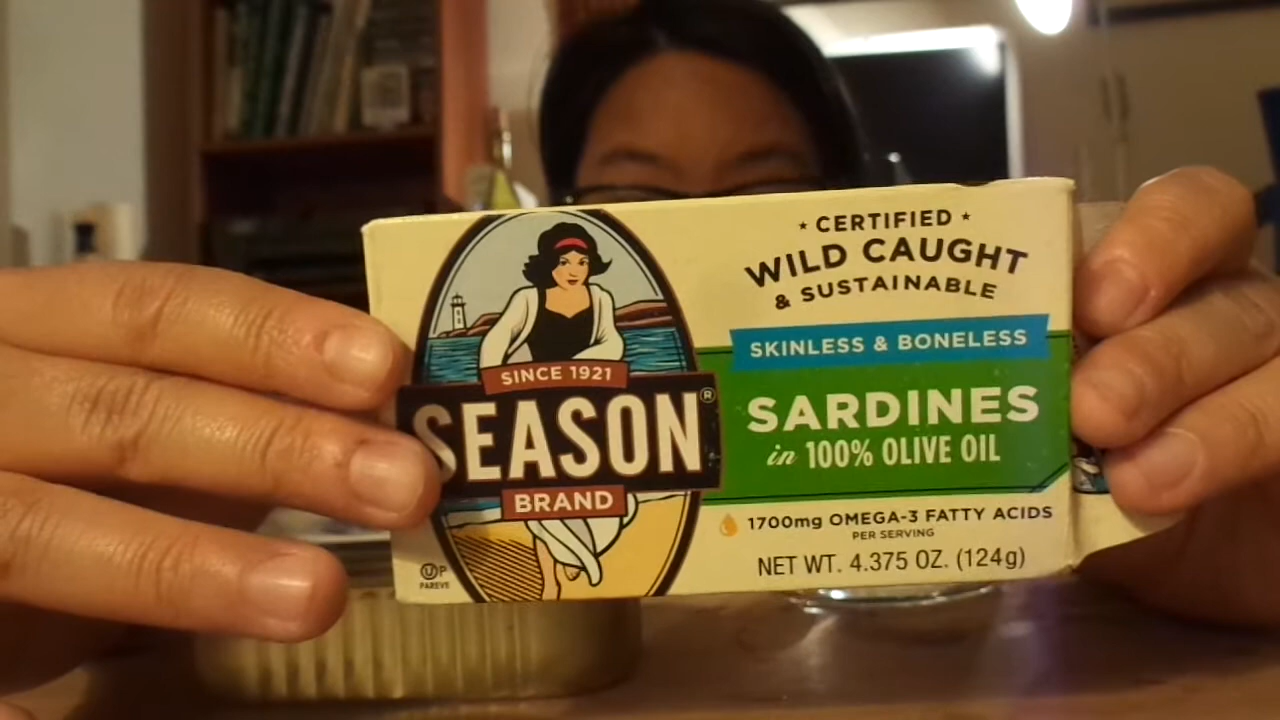 SINCE 1921
SEASON®
BRAND
UP
PAREVE
* CERTIFIED *
WILD CAUGHT
& SUSTAINABLE
SKINLESS & BONELESS
SARDINES
in 100% OLIVE OIL
1700mg OMEGA-3 FATTY ACIDS
PER SERVING
NET WT. 4.375 OZ. (124g)